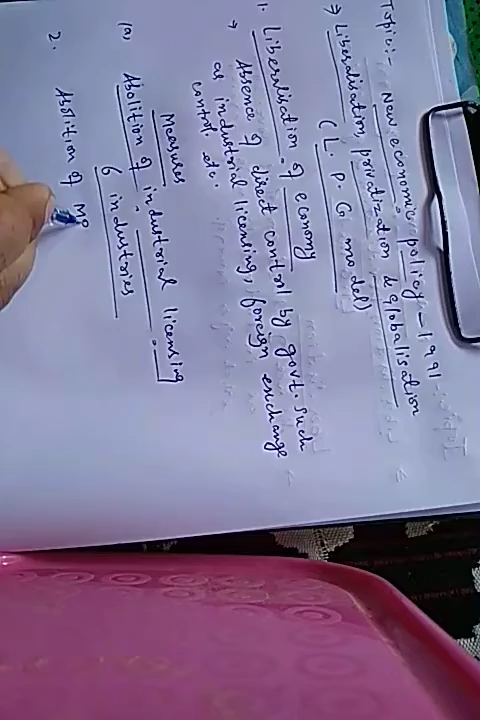 Topic:- New economic policy - 1991
→ Liberalisation, privatization & globalisation
(L. P. G model)
1. Liberalisation of economy
→ Absence of direct control by govt. such
as industrial licensing, foreign exchange
control etc.
Measures
(a) Abolition of industrial licensing
6 industries
2. Abolition of MR